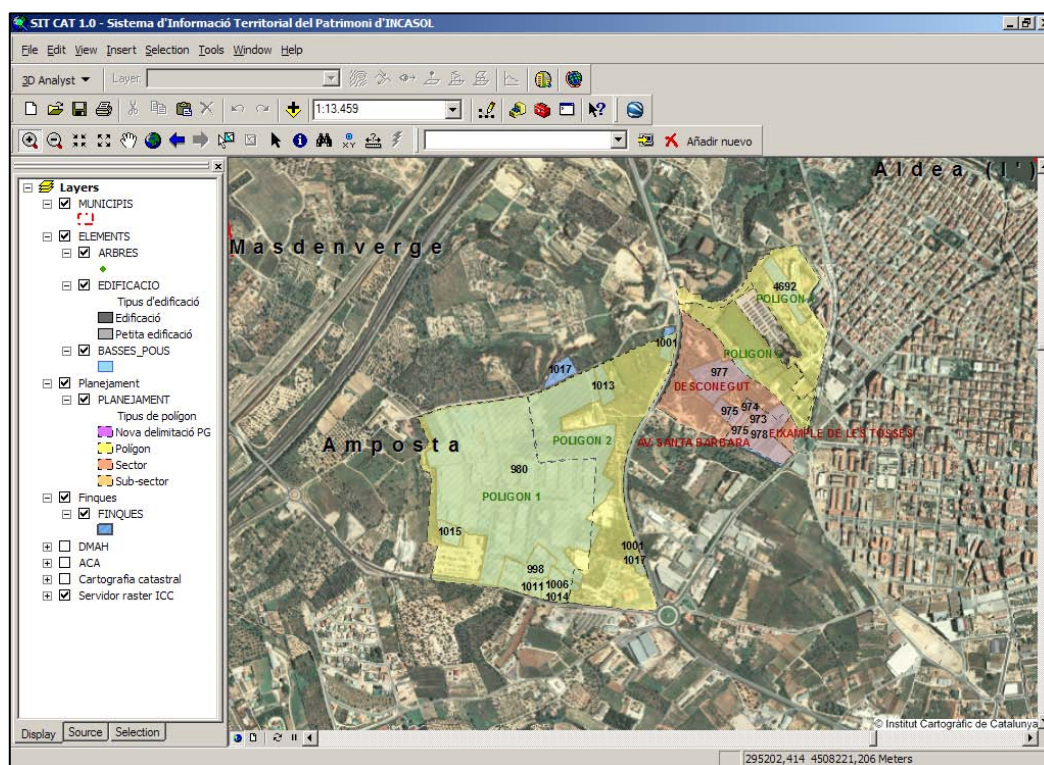 SIT CAT 1.0 - Sistema d'Informació Territorial del Patrimoni d'INCASOL
File Edit View Insert Selection Tools Window Help
3D Analyst Layer:
1:13.459
Añadir nuevo
Layers
MUNICIPIS
ELEMENTS
ARBRES
EDIFICACIO
Tipus d'edificació
Edificació
Petita edificació
BASSES_POUS
Planejament
PLANEJAMENT
Tipus de polígon
Nova delimitació PG
Polígon
Sector
Sub-sector
Finques
FINQUES
DMAH
ACA
Cartografia catastral
Servidor raster ICC
Display Source Selection
Aldea (l')
Masdenverge
4692
POLIGON
1001
POLIGON
1017
977
1013
DESCONEGUT
974
975
973
POLIGON 2
975
978
EIXAMPLE DE LES TOSSES
AV. SANTA BARBARA
Amposta
980
POLIGON 1
1015
1001
1017
998
1011
1006
1014
© Institut Cartogràfic de Catalunya
295202,414 4508221,206 Meters